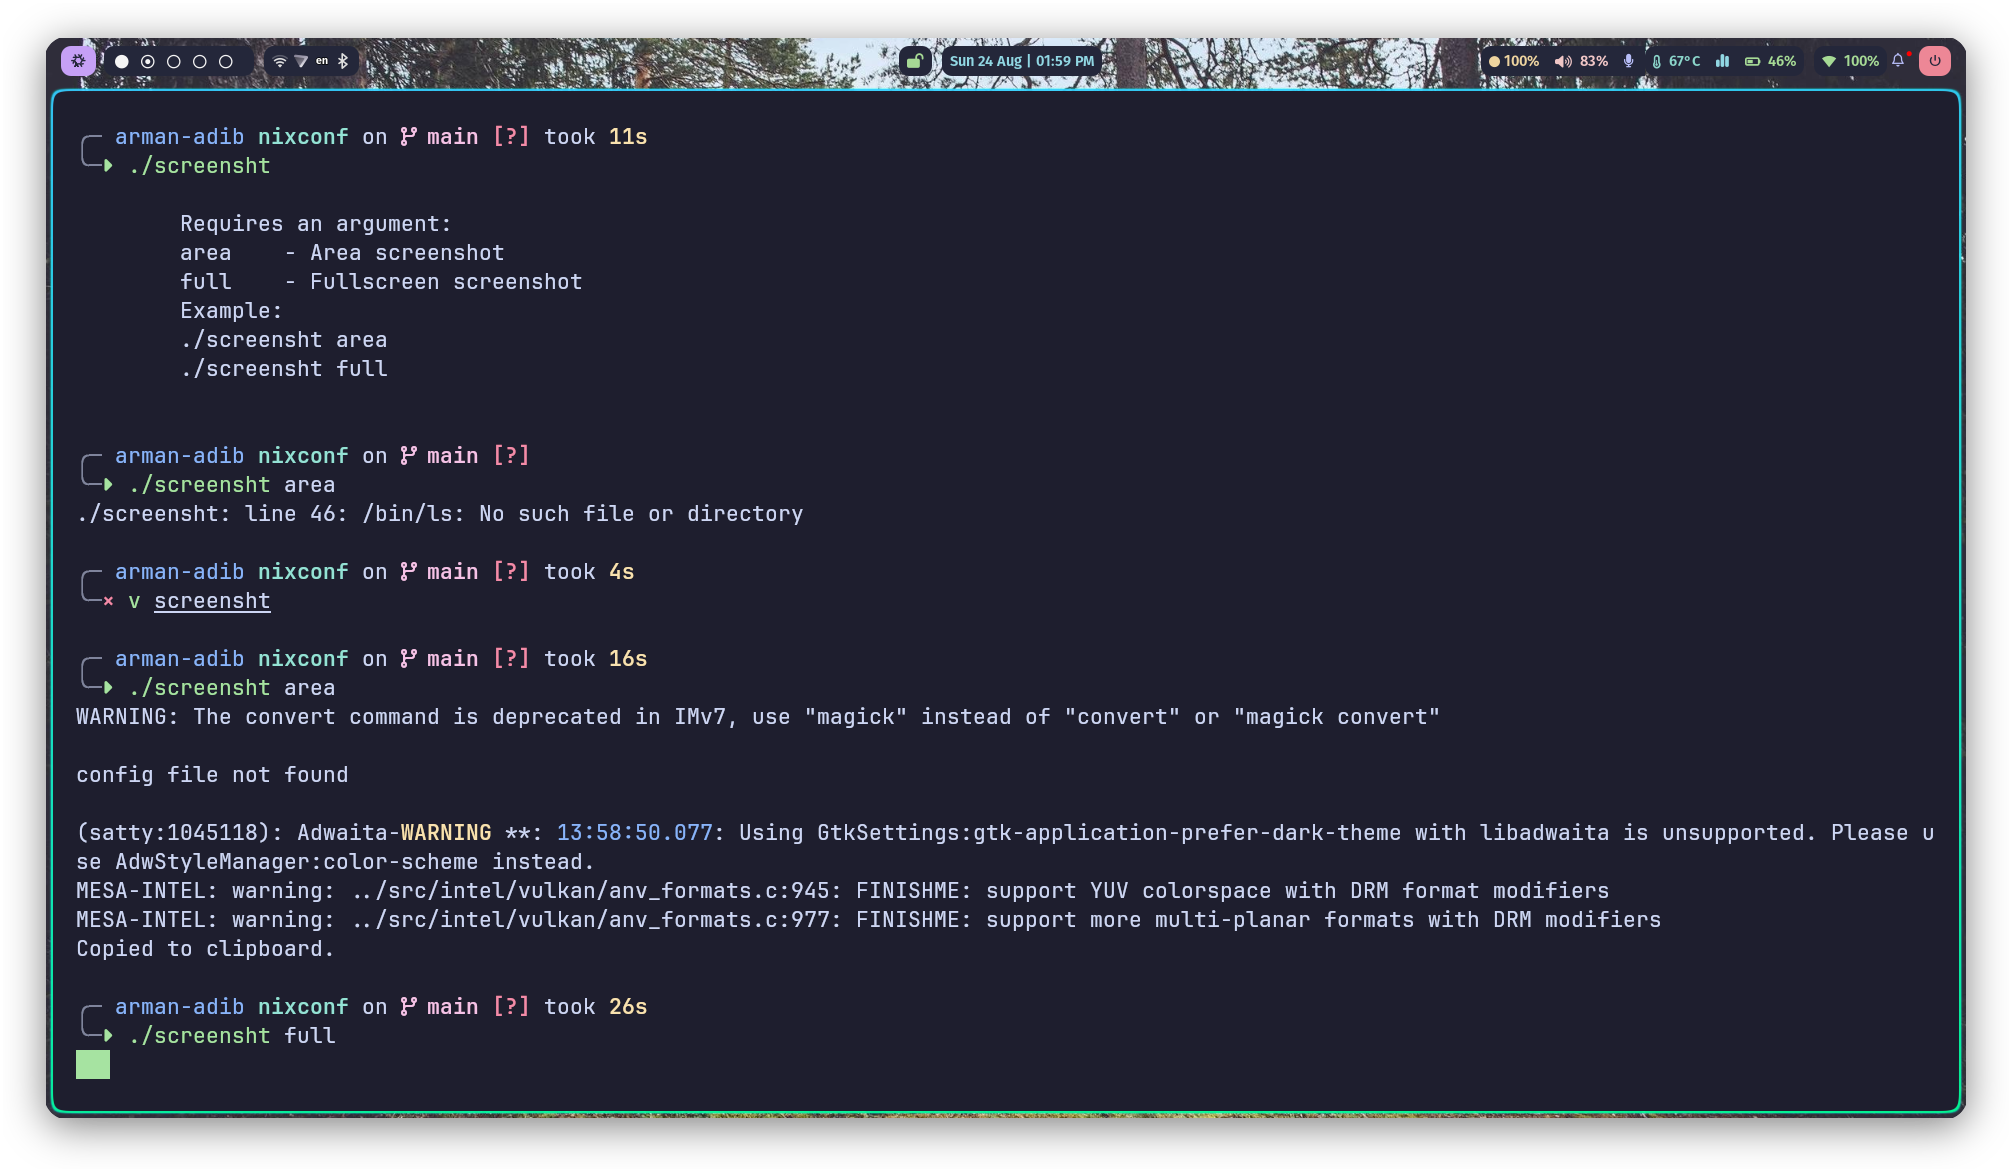 en
Sun 24 Aug | 01:59 PM
100% 83% 67°C 46% 100%
arman-adib nixconf on main [?] took 11s
./screensht
Requires an argument:
area    - Area screenshot
full    - Fullscreen screenshot
Example:
./screensht area
./screensht full
arman-adib nixconf on main [?]
./screensht area
./screensht: line 46: /bin/ls: No such file or directory
arman-adib nixconf on main [?] took 4s
× v screensht
arman-adib nixconf on main [?] took 16s
./screensht area
WARNING: The convert command is deprecated in IMv7, use "magick" instead of "convert" or "magick convert"
config file not found
(satty:1045118): Adwaita-WARNING **: 13:58:50.077: Using GtkSettings:gtk-application-prefer-dark-theme with libadwaita is unsupported. Please u
se AdwStyleManager:color-scheme instead.
MESA-INTEL: warning: ../src/intel/vulkan/anv_formats.c:945: FINISHME: support YUV colorspace with DRM format modifiers
MESA-INTEL: warning: ../src/intel/vulkan/anv_formats.c:977: FINISHME: support more multi-planar formats with DRM modifiers
Copied to clipboard.
arman-adib nixconf on main [?] took 26s
./screensht full